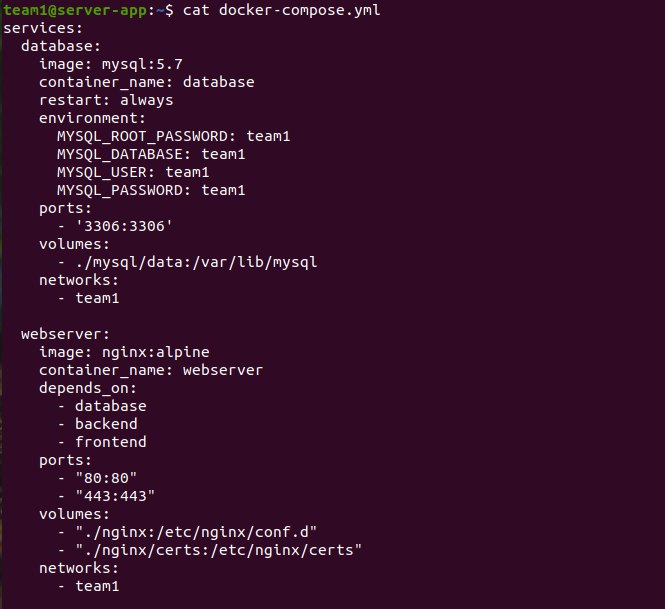 team1@server-app:~$ cat docker-compose.yml
services:
  database:
    image: mysql:5.7
    container_name: database
    restart: always
    environment:
      MYSQL_ROOT_PASSWORD: team1
      MYSQL_DATABASE: team1
      MYSQL_USER: team1
      MYSQL_PASSWORD: team1
    ports:
      - '3306:3306'
    volumes:
      - ./mysql/data:/var/lib/mysql
    networks:
      - team1

  webserver:
    image: nginx:alpine
    container_name: webserver
    depends_on:
      - database
      - backend
      - frontend
    ports:
      - "80:80"
      - "443:443"
    volumes:
      - "./nginx:/etc/nginx/conf.d"
      - "./nginx/certs:/etc/nginx/certs"
    networks:
      - team1